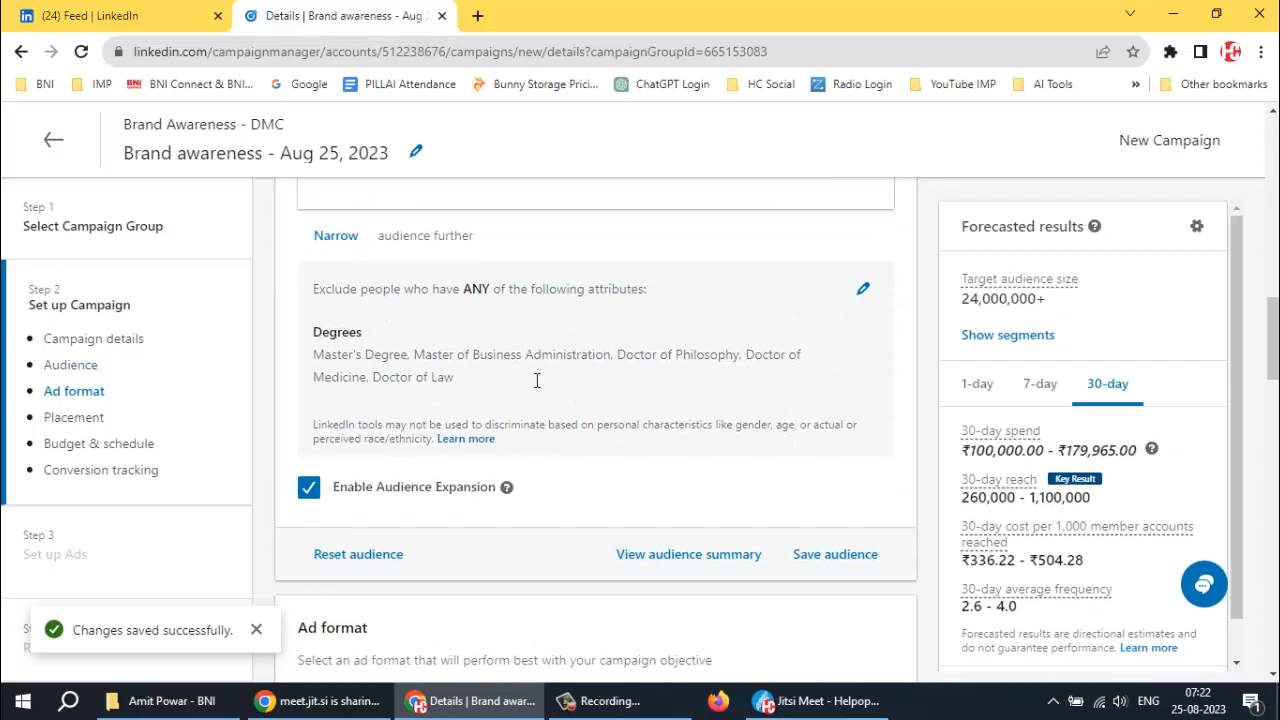 (24) Feed | LinkedIn
Details | Brand awareness - Aug
linkedin.com/campaignmanager/accounts/512238676/campaigns/new/details?campaignGroupId=665153083
BNI
IMP
BNI Connect & BNI...
Google
PILLAI Attendance
Bunny Storage Pricing...
ChatGPT Login
HC Social
Radio Login
YouTube IMP
AI Tools
»
Other bookmarks
Brand Awareness - DMC
Brand awareness - Aug 25, 2023
New Campaign
Step 1
Select Campaign Group
Step 2
Set up Campaign
Campaign details
Audience
Ad format
Placement
Budget & schedule
Conversion tracking
Step 3
Set up Ads
Changes saved successfully.
Narrow audience further
Exclude people who have ANY of the following attributes:
Degrees
Master's Degree, Master of Business Administration, Doctor of Philosophy, Doctor of
Medicine, Doctor of Law
LinkedIn tools may not be used to discriminate based on personal characteristics like gender, age, or actual or
perceived race/ethnicity. Learn more
Enable Audience Expansion
Reset audience
View audience summary
Save audience
Ad format
Select an ad format that will perform best with your campaign objective
Forecasted results
Target audience size
24,000,000+
Show segments
1-day
7-day
30-day
30-day spend
₹100,000.00 - ₹179,965.00
30-day reach Key Result
260,000 - 1,100,000
30-day cost per 1,000 member accounts
reached
₹336.22 - ₹504.28
30-day average frequency
2.6 - 4.0
Forecasted results are directional estimates and
do not guarantee performance. Learn more
Amit Powar - BNI
meet.jit.si is sharin...
Details | Brand awar...
Recording...
Jitsi Meet - Helpop...
ENG
07:22
25-08-2023